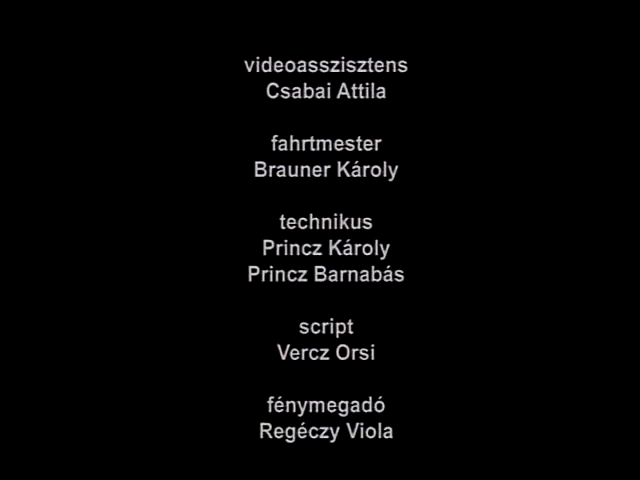 videoasszisztens
Csabai Attila
fahrtmester
Brauner Károly
technikus
Princz Károly
Princz Barnabás
script
Vercz Orsi
fénymegadó
Regéczy Viola